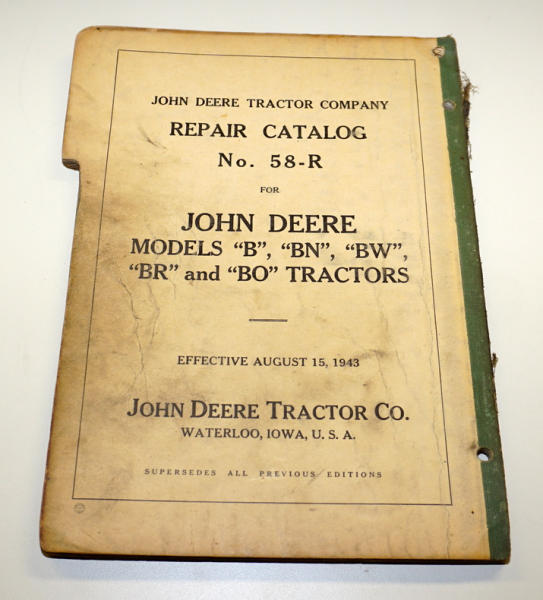 JOHN DEERE TRACTOR COMPANY
REPAIR CATALOG
No. 58-R
FOR
JOHN DEERE
MODELS “B”, “BN”, “BW”,
“BR” and “BO” TRACTORS
EFFECTIVE AUGUST 15, 1943
JOHN DEERE TRACTOR CO.
WATERLOO, IOWA, U. S. A.
SUPERSEDES ALL PREVIOUS EDITIONS